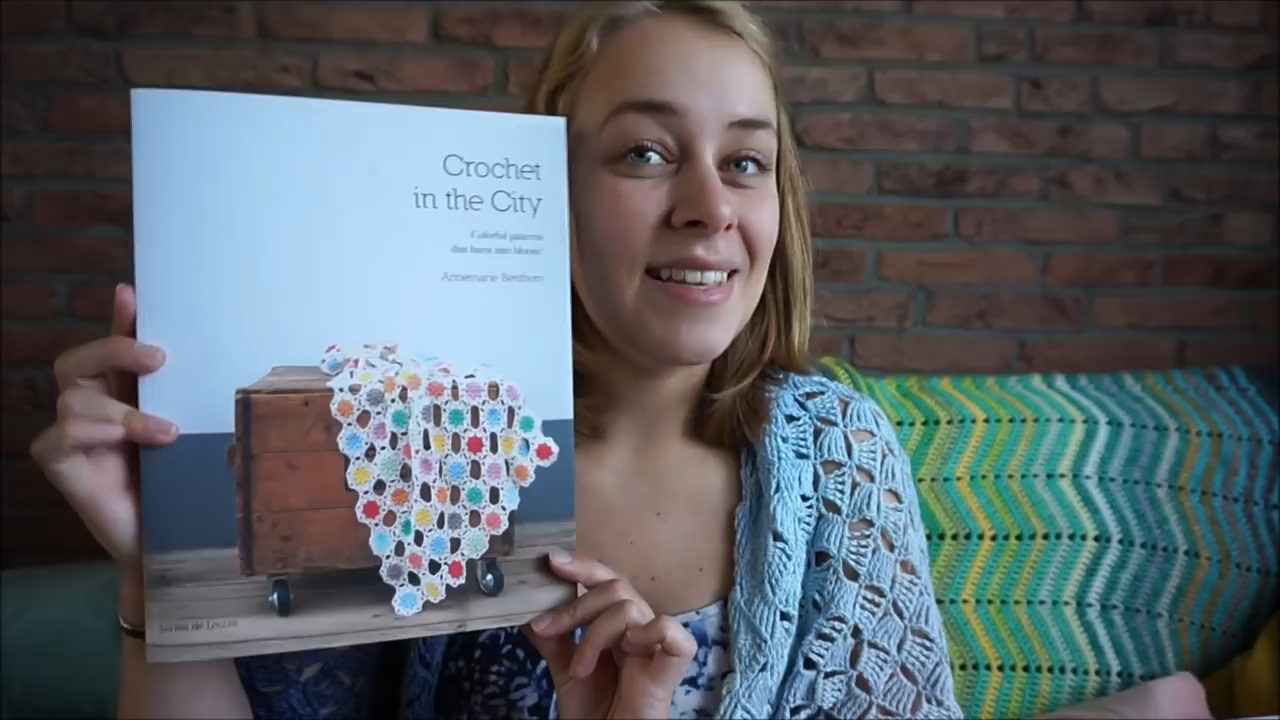 Crochet
in the City
Colorful patterns
that burst into bloom
Annemarie Benthem